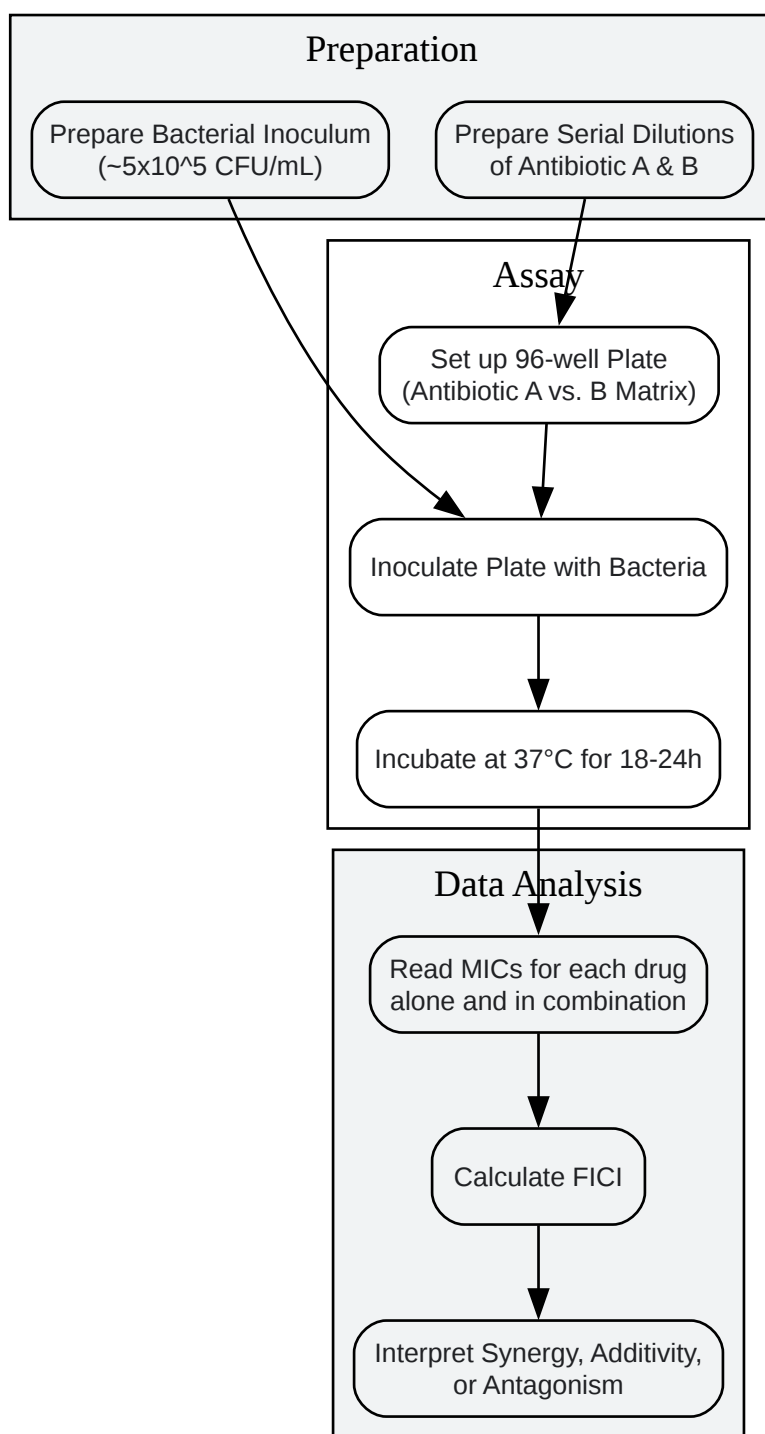 Preparation
Prepare Bacterial Inoculum
(~5x10^5 CFU/mL)
Prepare Serial Dilutions
of Antibiotic A & B
Assay
Set up 96-well Plate
(Antibiotic A vs. B Matrix)
Inoculate Plate with Bacteria
Incubate at 37°C for 18-24h
Data Analysis
Read MICs for each drug
alone and in combination
Calculate FICI
Interpret Synergy, Additivity,
or Antagonism